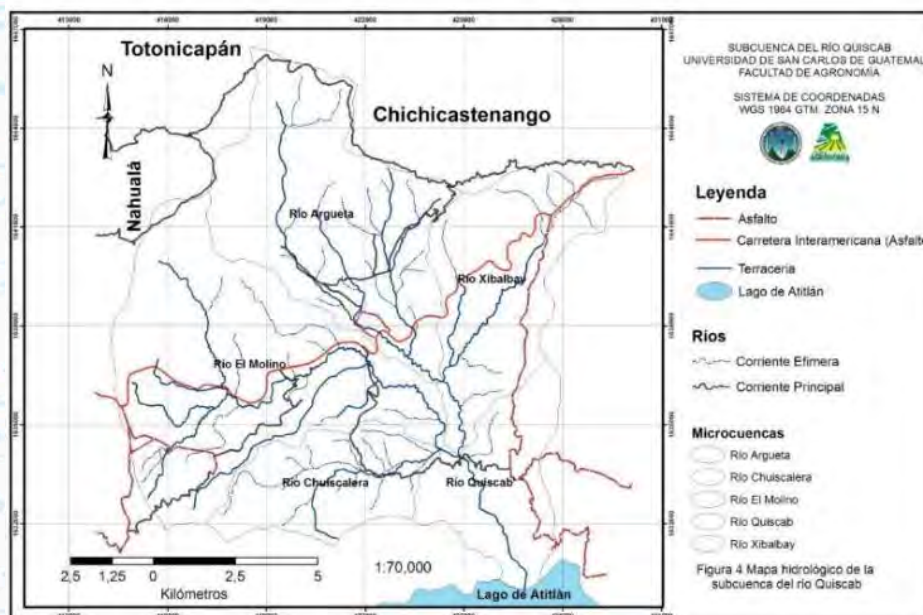 Totonicapán
N
Chichicastenango
Nahualá
Río Argueta
Río Xibalbay
Río El Molino
Río Chuiscalera
Río Quiscab
2,5 1,25 0 2,5 5
Kilómetros
1:70,000
Lago de Atitlán
SUBCUENCA DEL RÍO QUISCAB
UNIVERSIDAD DE SAN CARLOS DE GUATEMAL
FACULTAD DE AGRONOMÍA
SISTEMA DE COORDENADAS
WGS 1984 GTM. ZONA 15 N
Leyenda
Asfalto
Carretera Interamericana (Asfalto
Terracería
Lago de Atitlán
Ríos
Corriente Efímera
Corriente Principal
Microcuencas
Río Argueta
Río Chuiscalera
Río El Molino
Río Quiscab
Río Xibalbay
Figura 4 Mapa hidrológico de la
subcuenca del río Quiscab